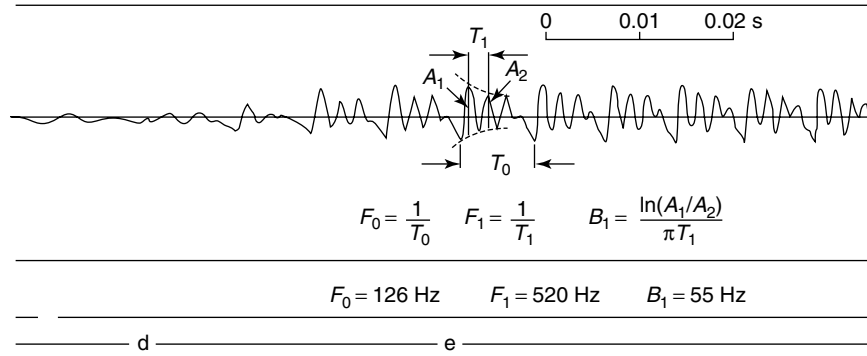 0 0.01 0.02 s
T₁
A₁ A₂
T₀
F₀ = 1/T₀ F₁ = 1/T₁ B₁ = ln(A₁/A₂)/πT₁
F₀ = 126 Hz F₁ = 520 Hz B₁ = 55 Hz
d e